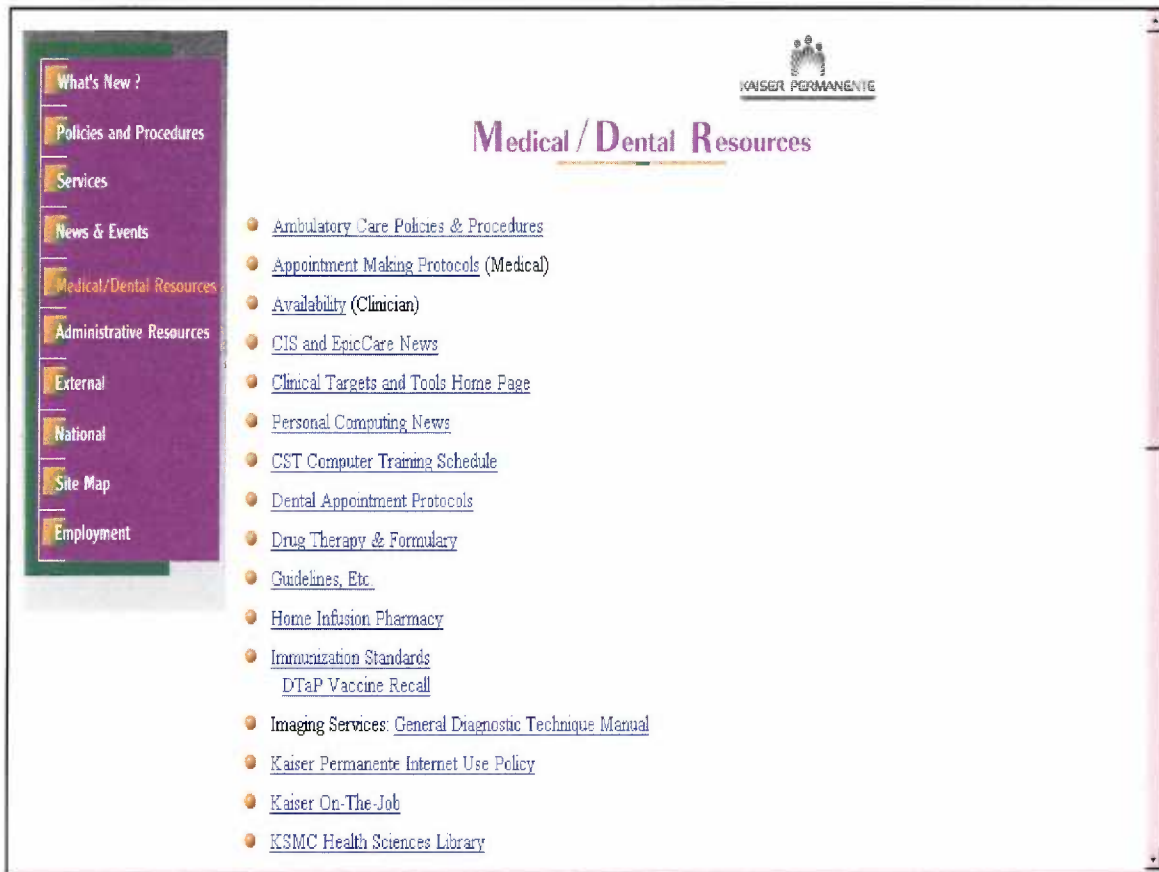 What's New ?
Policies and Procedures
Services
News & Events
Medical/Dental Resources
Administrative Resources
External
National
Site Map
Employment
KAISER PERMANENTE
Medical / Dental Resources
Ambulatory Care Policies & Procedures
Appointment Making Protocols (Medical)
Availability (Clinician)
CIS and EpicCare News
Clinical Targets and Tools Home Page
Personal Computing News
CST Computer Training Schedule
Dental Appointment Protocols
Drug Therapy & Formulary
Guidelines, Etc.
Home Infusion Pharmacy
Immunization Standards
DTaP Vaccine Recall
Imaging Services: General Diagnostic Technique Manual
Kaiser Permanente Internet Use Policy
Kaiser On-The-Job
KSMC Health Sciences Library